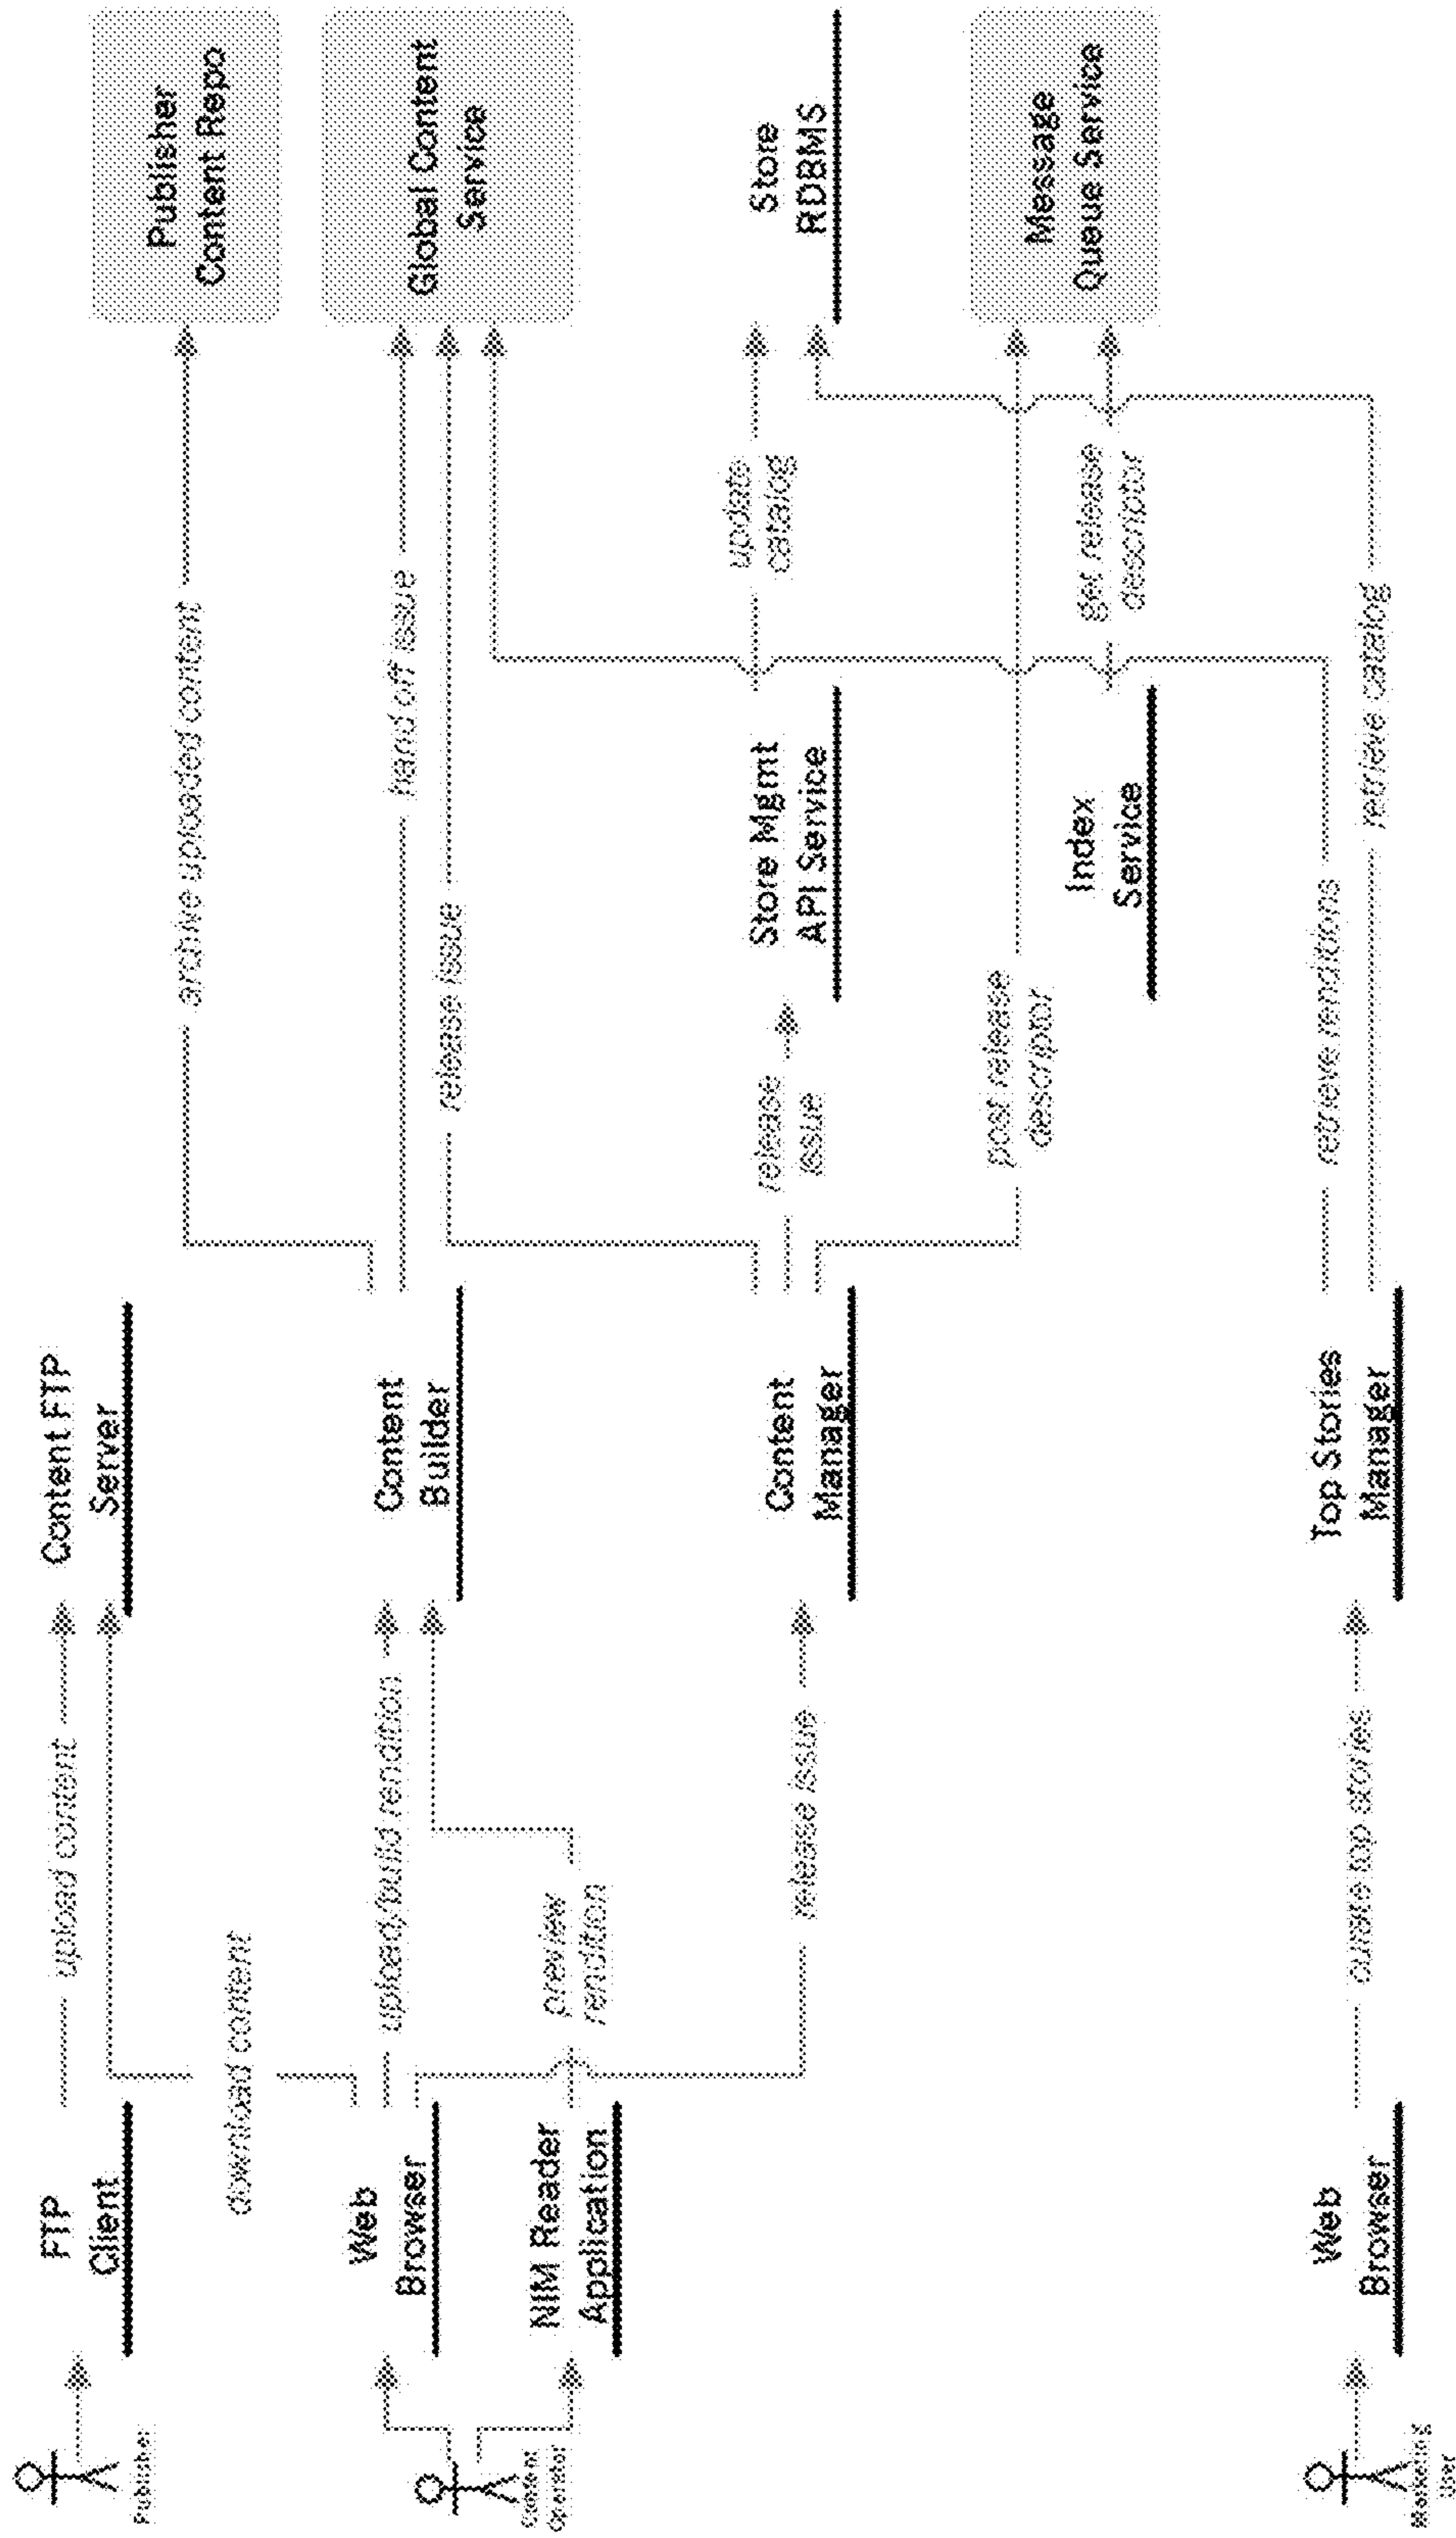 Publisher
FTP
Client
upload content
Content FTP
Server
download content
archive uploaded content
Publisher
Content Repo
Content
Operator
Web
Browser
upload/build rendition
Content
Builder
hand off issue
Global Content
Service
release issue
NIM Reader
Application
preview
rendition
release issue
Content
Manager
release
issue
Store Mgmt
API Service
update
catalog
Store
RDBMS
post release
descriptor
Index
Service
get release
descriptor
Message
Queue Service
Marketing
User
Web
Browser
curate top stories
Top Stories
Manager
retrieve renditions
retrieve catalog